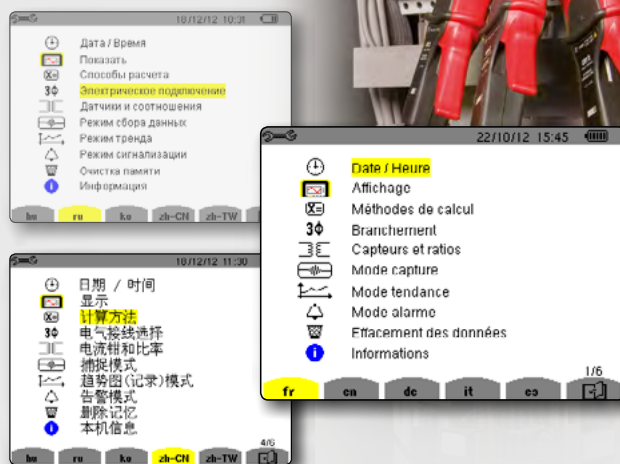 10/12/12 10:31
Дата / Время
Показать
Способы расчета
3Ф Электрическое подключение
Датчики и соотношения
Режим сбора данных
Режим тренда
Режим сигнализации
Очистка памяти
Информация
hu ru ko zh-CN zh-TW
22/10/12 15:45
Date / Heure
Affichage
Méthodes de calcul
3Φ Branchement
Capteurs et ratios
Mode capture
Mode tendance
Mode alarme
Effacement des données
Informations
1/6
fr en de it es
10/12/12 11:30
日期 / 时间
显示
计算方法
3Φ 电气接线选择
电流钳和比率
捕捉模式
趋势图(记录)模式
告警模式
删除记忆
本机信息
4/6
hu ru ko zh-CN zh-TW